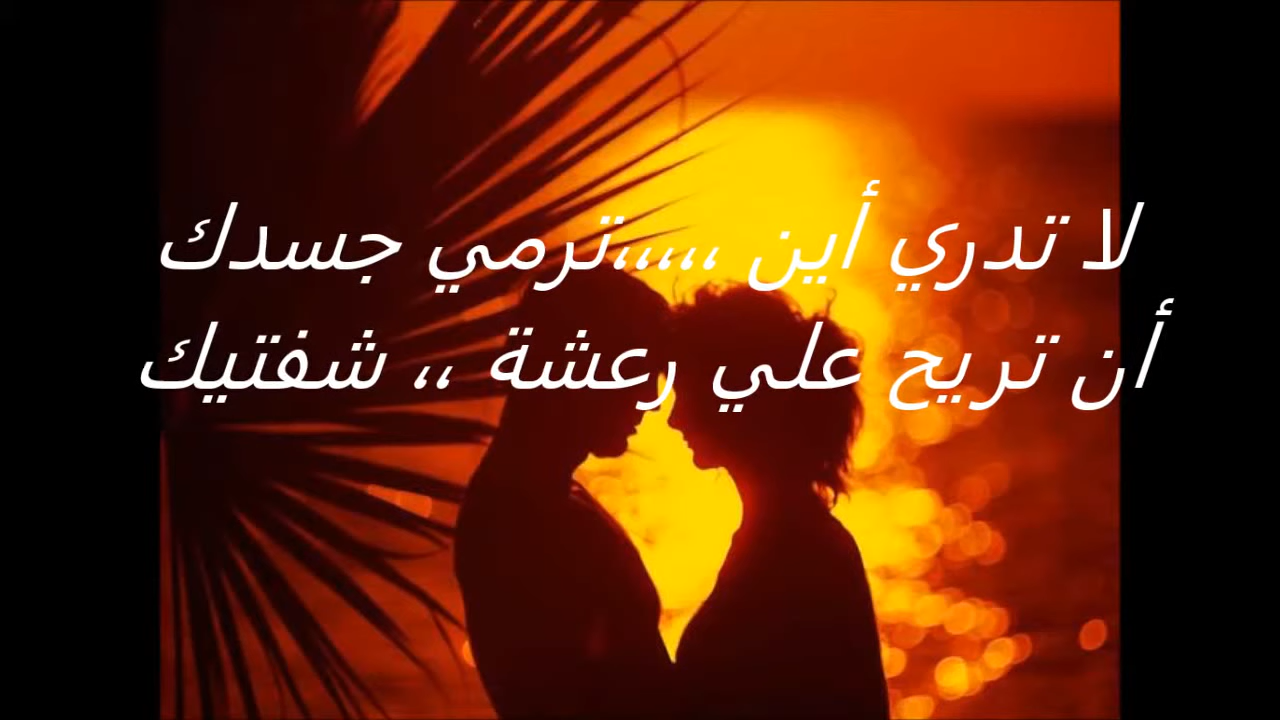 لا تدري أين ،،،،،ترمي جسدك
أن تريح علي رعشة ،، شفتيك